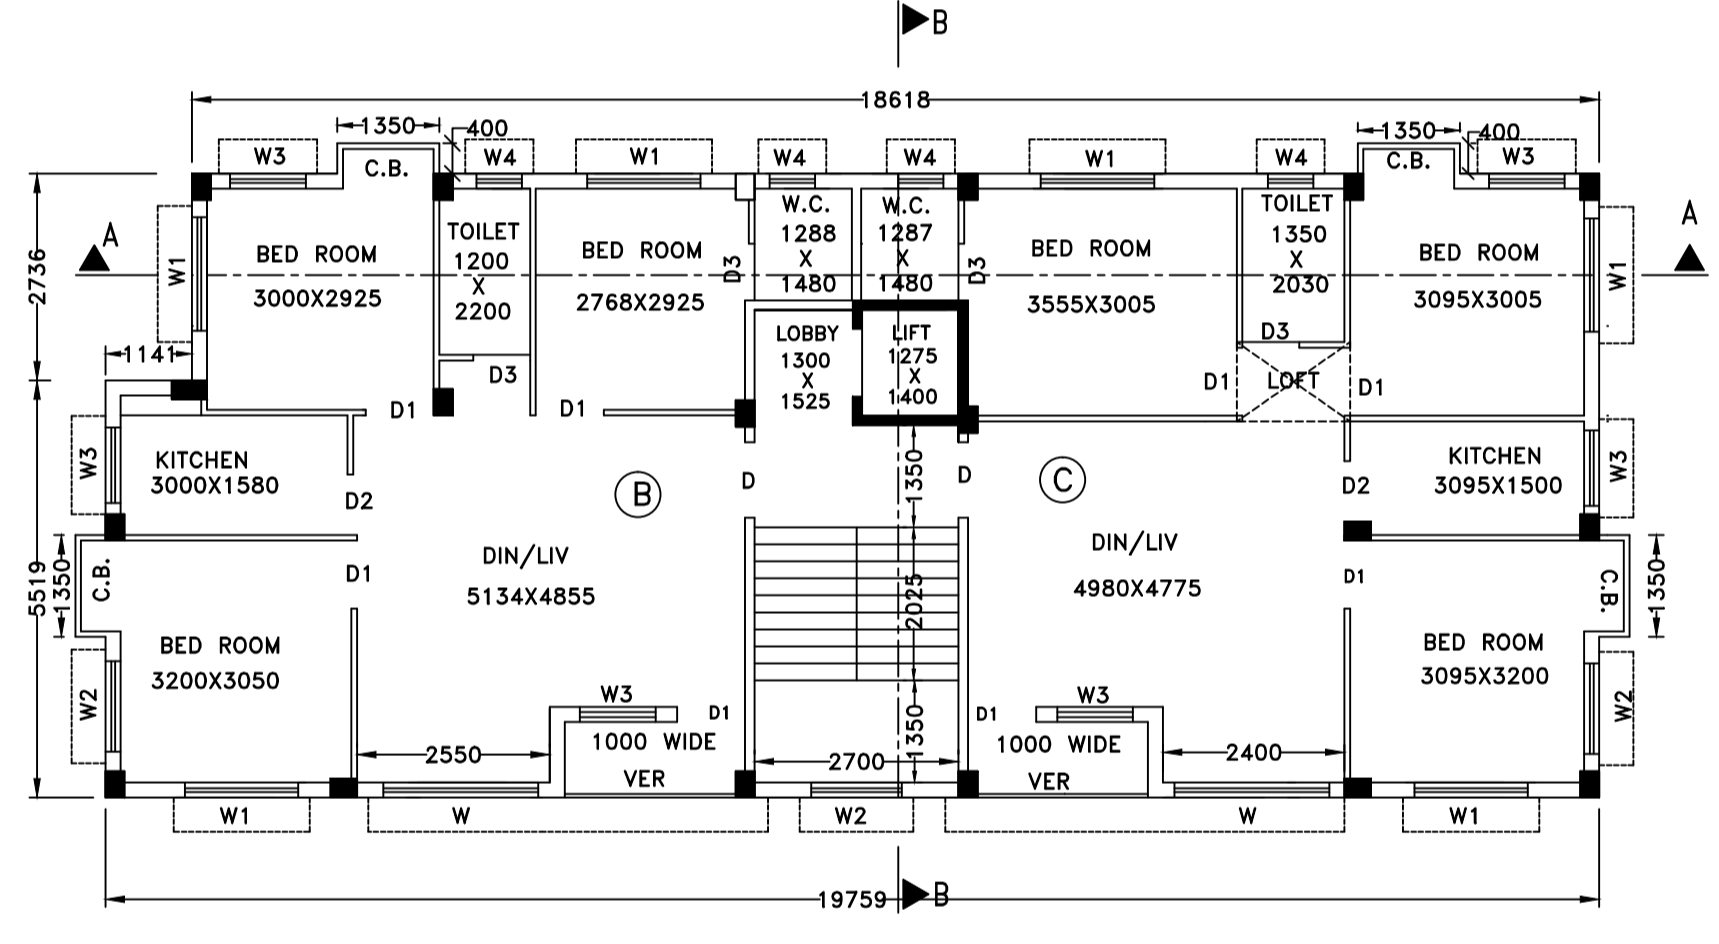 B
18618
1350
400
1350
400
W3
C.B.
W4
W1
W4
W4
W1
W4
C.B.
W3
A
A
2736
W1
BED ROOM
3000X2925
TOILET
1200
X
2200
BED ROOM
2768X2925
D3
W.C.
1288
X
1480
W.C.
1287
X
1480
D3
BED ROOM
3555X3005
TOILET
1350
X
2030
BED ROOM
3095X3005
W1
1141
D3
LOBBY
1300
X
1525
LIFT
1275
X
1400
D3
D1
LOFT
D1
D1
D1
5519
W3
KITCHEN
3000X1580
D2
B
D
1350
D
C
D2
KITCHEN
3095X1500
W3
1350
C.B.
D1
DIN/LIV
5134X4855
2025
DIN/LIV
4980X4775
D1
C.B.
1350
BED ROOM
3200X3050
BED ROOM
3095X3200
W2
W3
D1
1350
D1
W3
W2
2550
1000 WIDE
VER
2700
1000 WIDE
VER
2400
W1
W
W2
W
W1
19759
B